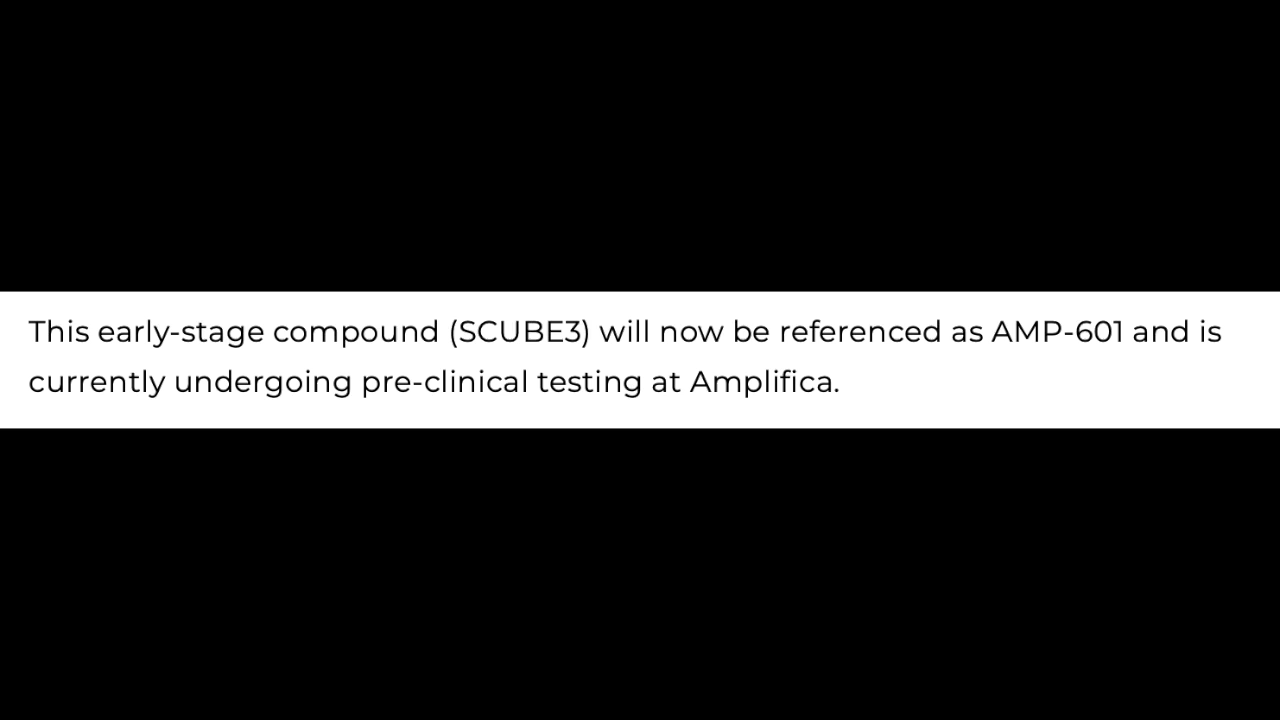 This early-stage compound (SCUBE3) will now be referenced as AMP-601 and is
currently undergoing pre-clinical testing at Amplifica.